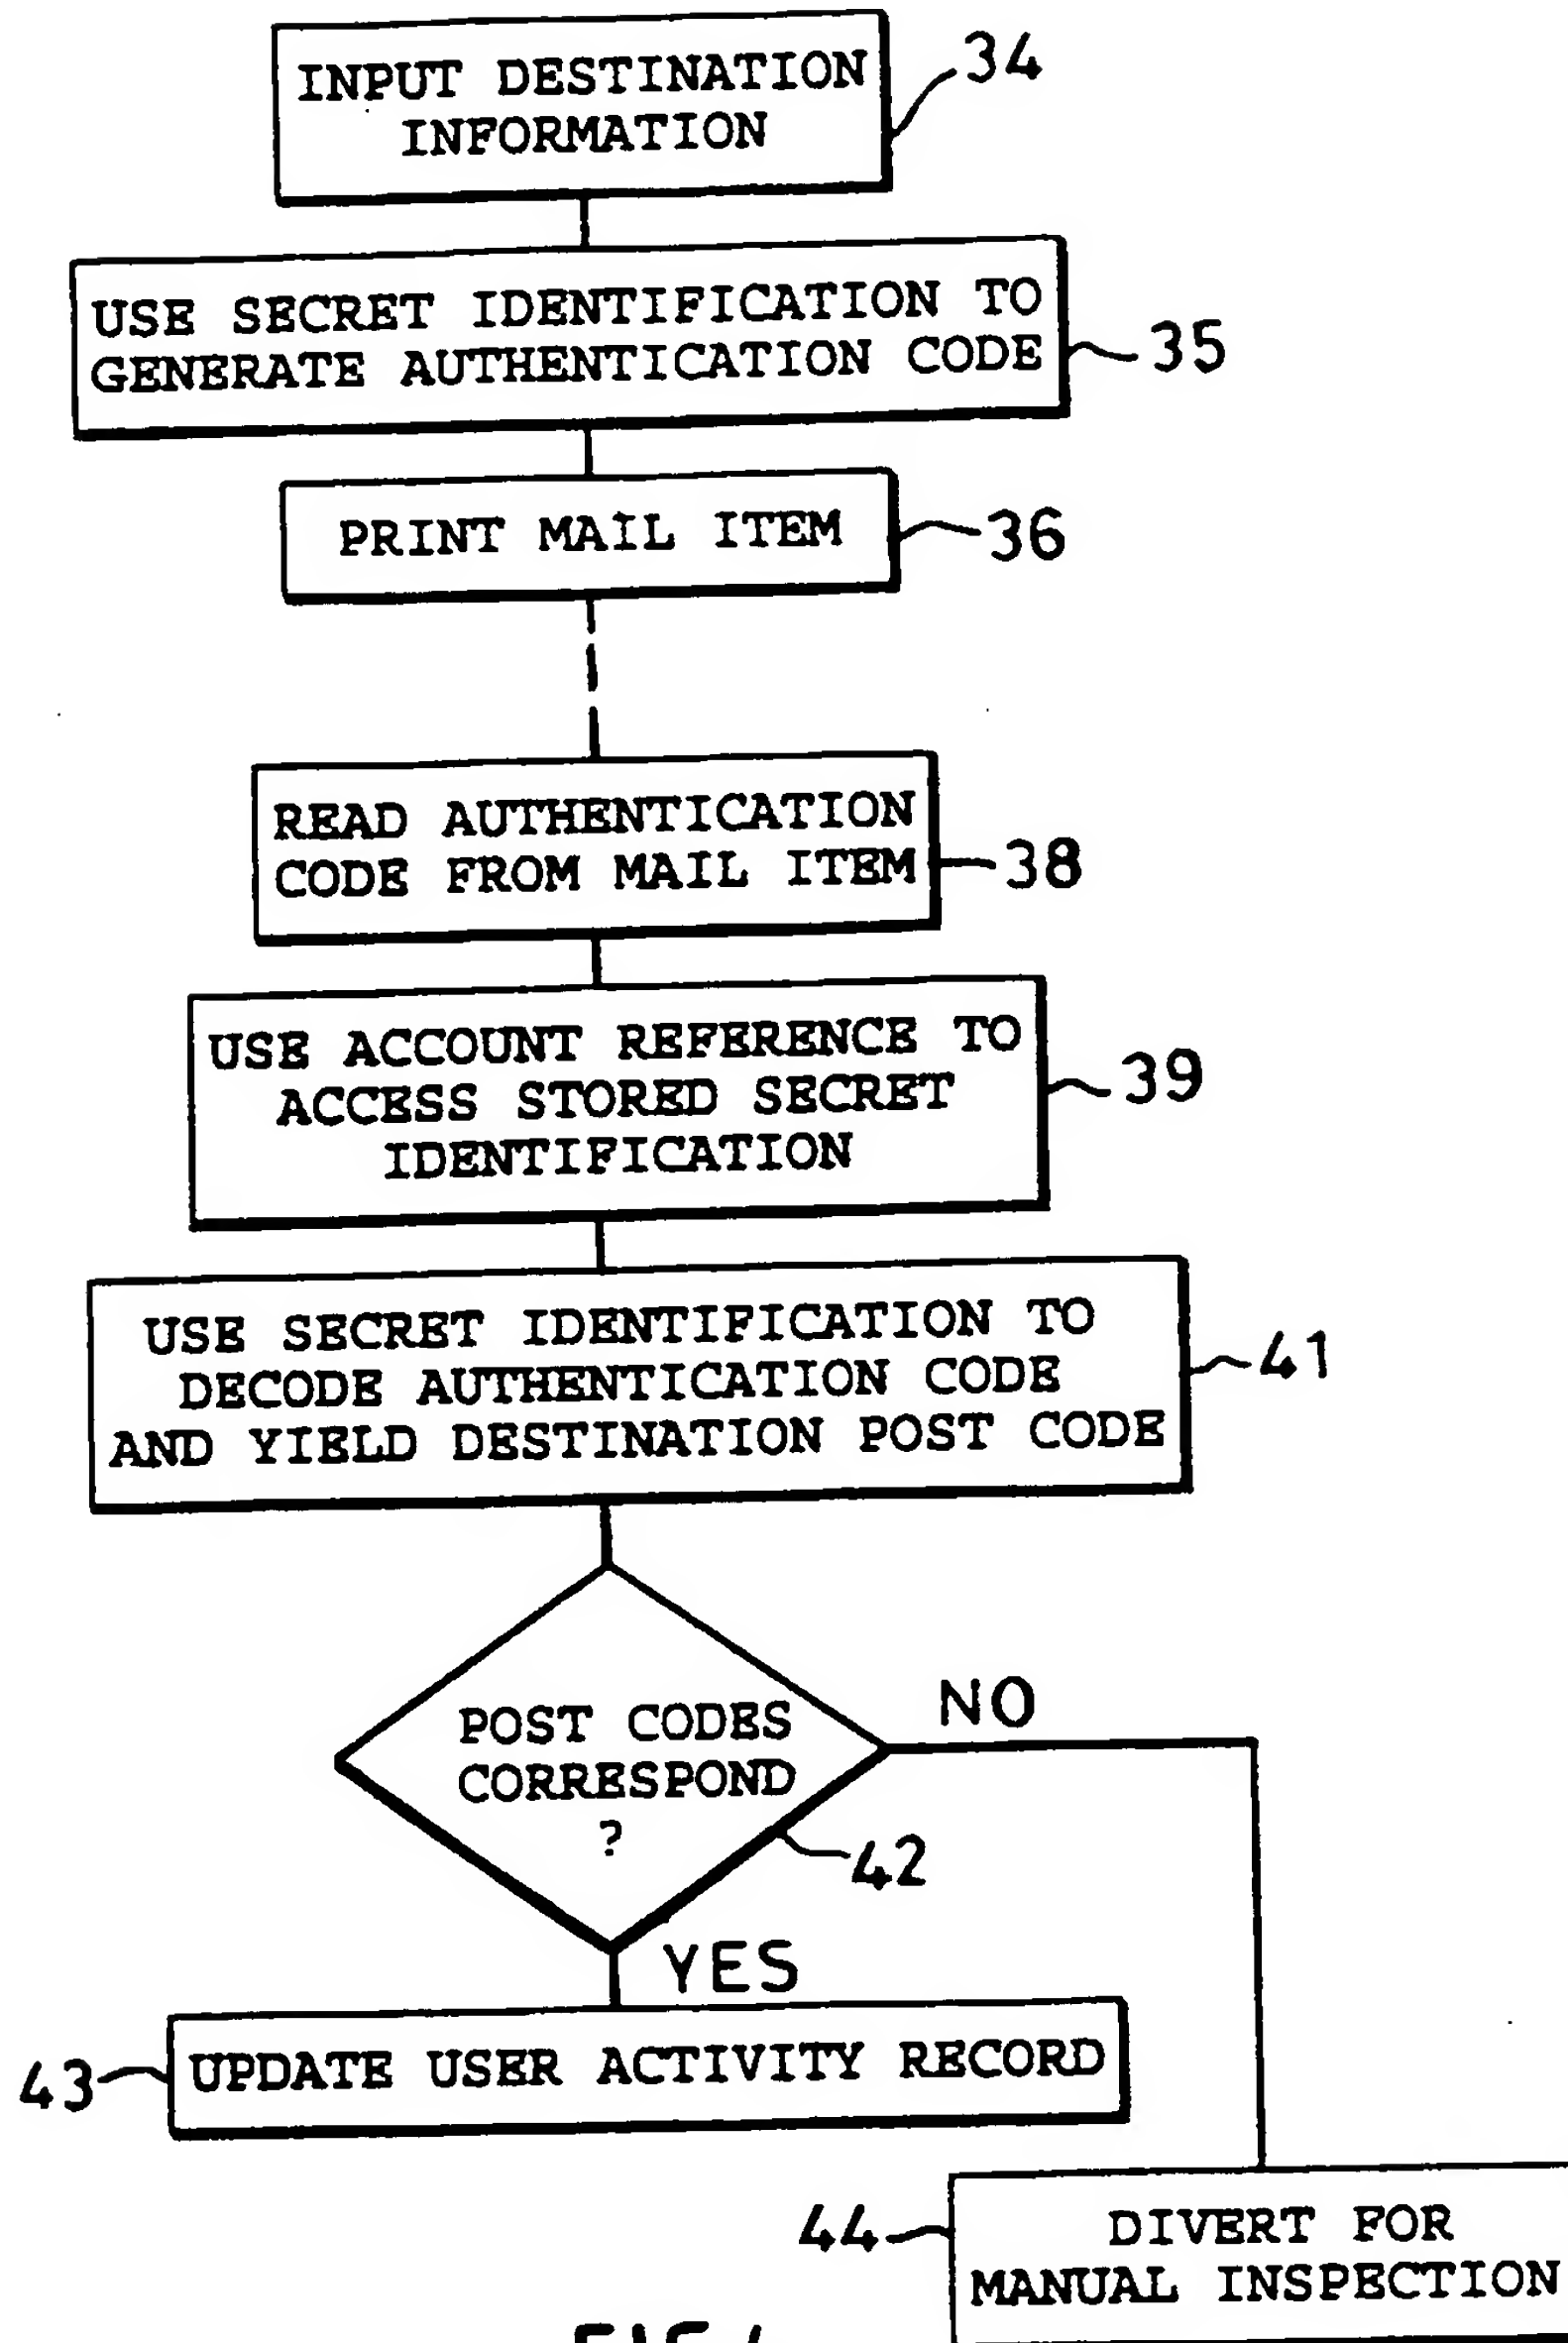 INPUT DESTINATION
INFORMATION
34
USE SECRET IDENTIFICATION TO
GENERATE AUTHENTICATION CODE
35
PRINT MAIL ITEM
36
READ AUTHENTICATION
CODE FROM MAIL ITEM
38
USE ACCOUNT REFERENCE TO
ACCESS STORED SECRET
IDENTIFICATION
39
USE SECRET IDENTIFICATION TO
DECODE AUTHENTICATION CODE
AND YIELD DESTINATION POST CODE
41
POST CODES
CORRESPOND
?
NO
42
YES
43
UPDATE USER ACTIVITY RECORD
44
DIVERT FOR
MANUAL INSPECTION